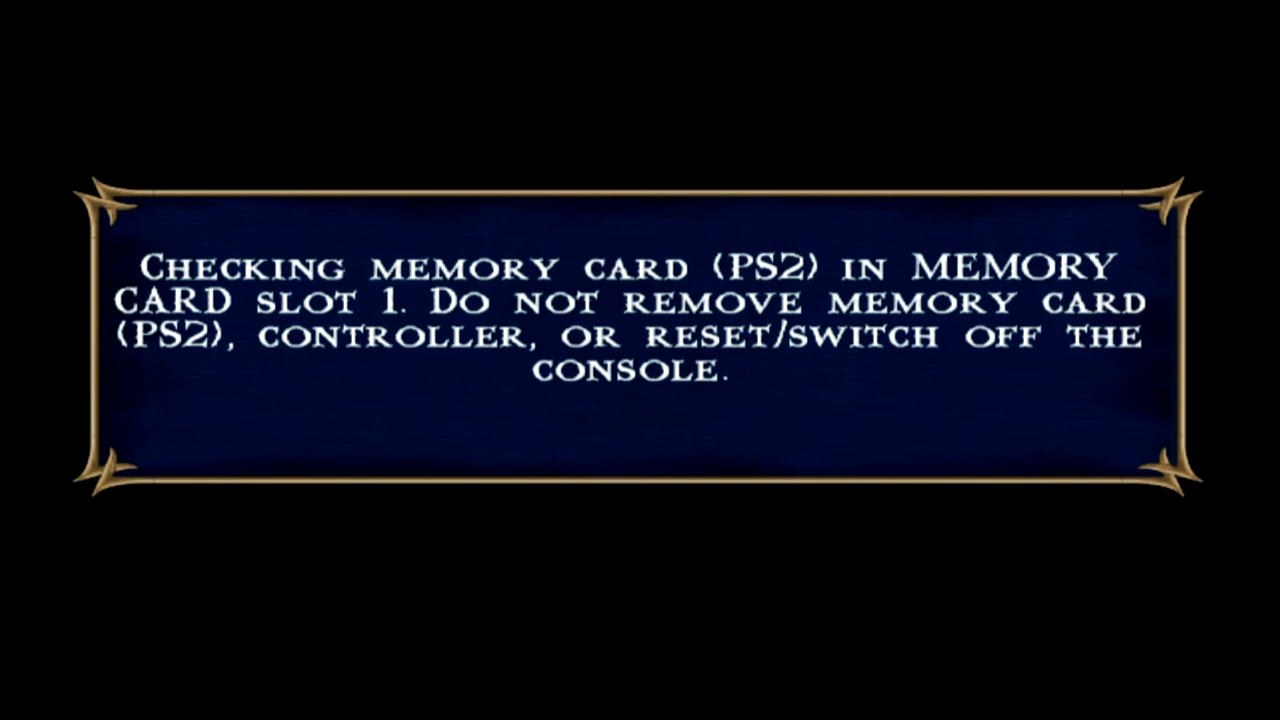 Checking memory card (PS2) in MEMORY
CARD slot 1. Do not remove memory card
(PS2), controller, or reset/switch off the
console.